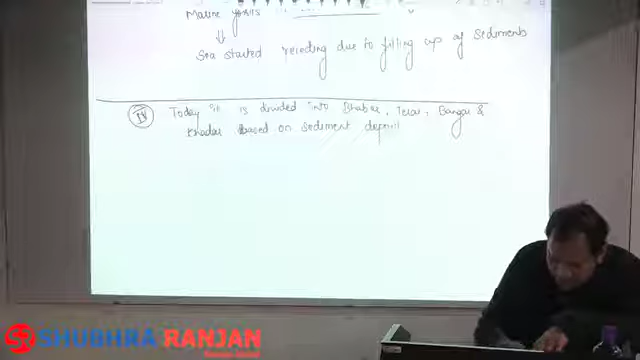 Marine fossils
⇓
Sea started receding due to filling up of sediments
IV Today it is divided into Bhabar, Terai, Bangar &
Khadar based on sediment deposit
SR SHUBHRA RANJAN